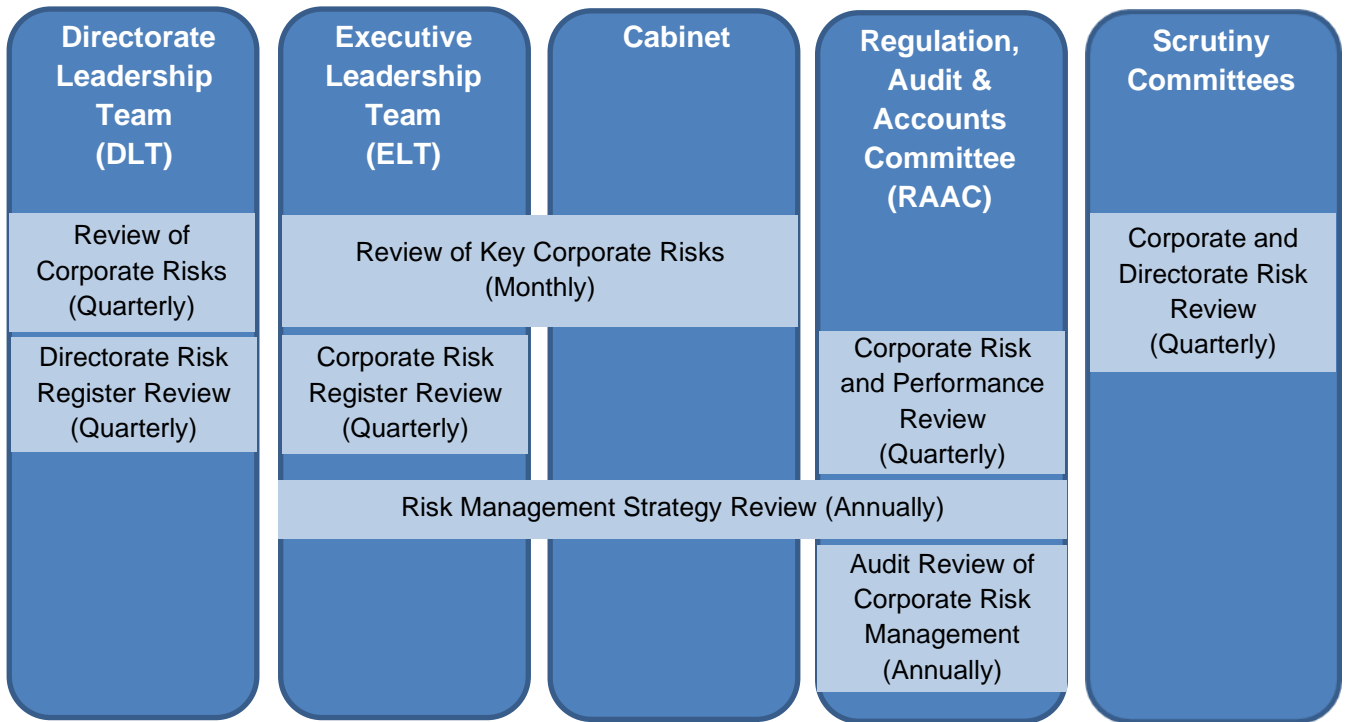 Directorate
Leadership
Team
(DLT)
Executive
Leadership
Team
(ELT)
Cabinet
Regulation,
Audit &
Accounts
Committee
(RAAC)
Scrutiny
Committees
Review of
Corporate Risks
(Quarterly)
Review of Key Corporate Risks
(Monthly)
Corporate and
Directorate Risk
Review
(Quarterly)
Directorate Risk
Register Review
(Quarterly)
Corporate Risk
Register Review
(Quarterly)
Corporate Risk
and Performance
Review
(Quarterly)
Risk Management Strategy Review (Annually)
Audit Review of
Corporate Risk
Management
(Annually)